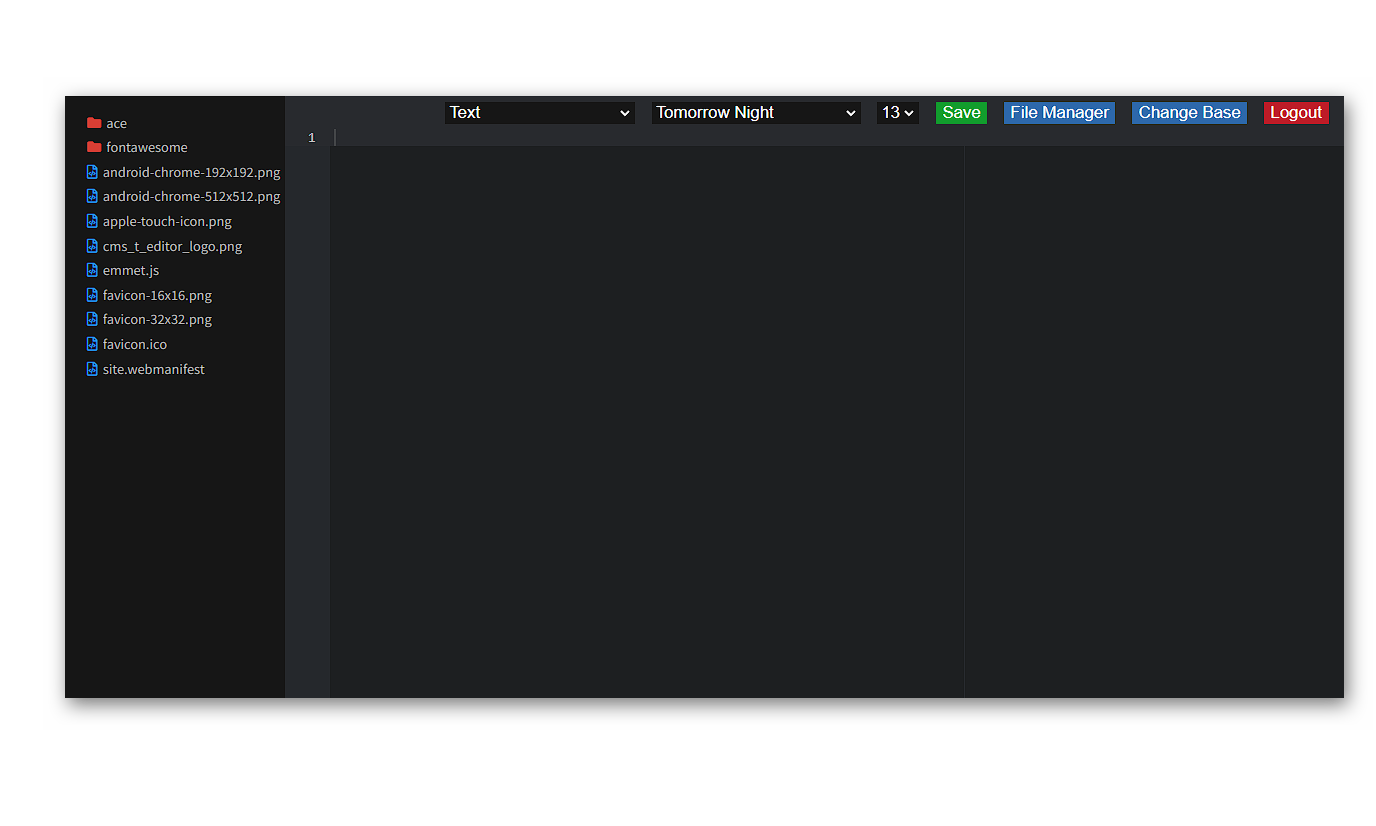 Text Tomorrow Night 13 Save File Manager Change Base Logout
ace
fontawesome
android-chrome-192x192.png
android-chrome-512x512.png
apple-touch-icon.png
cms_t_editor_logo.png
emmet.js
favicon-16x16.png
favicon-32x32.png
favicon.ico
site.webmanifest
1